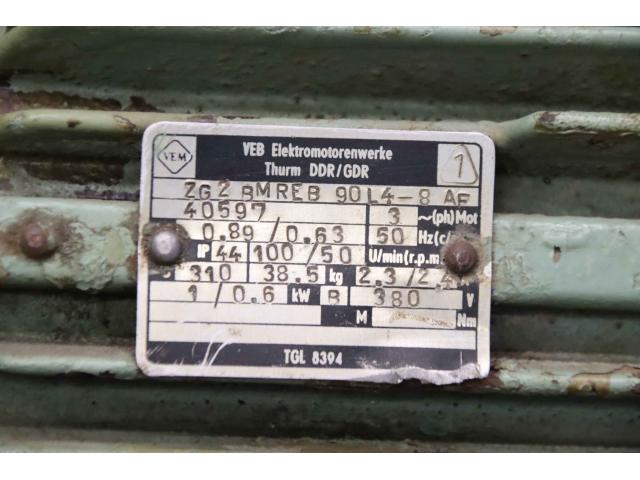 VEM VEB Elektromotorenwerke 1
Thurm DDR/GDR
ZG2 BMREB 90L4-8 AF
40597 3 ~(ph)Mot
0.89/0.63 50 Hz(c/
IP 44 100/50 U/min(r.p.m
310 38.5 kg 2.3/2.4 A
1/0.6 kW B 380 V
M Nm
TGL 8394